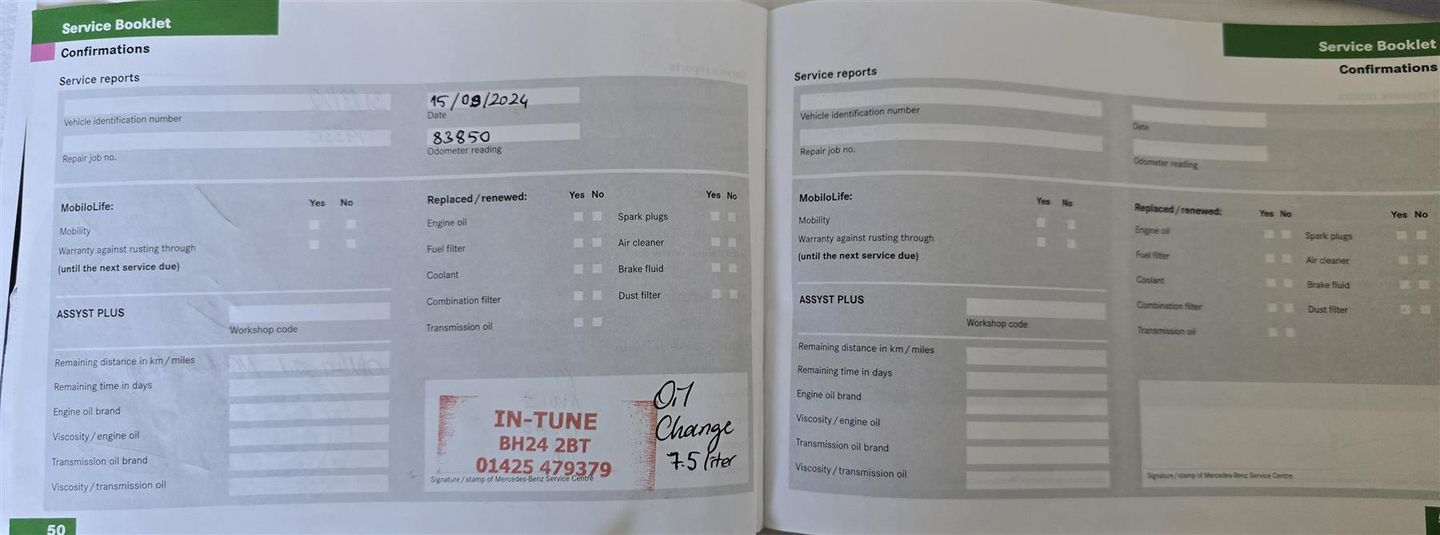 Service Booklet
Confirmations
Service reports
15/09/2024
Vehicle identification number
Date
83850
Repair job no.
Odometer reading
MobiloLife:
Yes No
Mobility
Warranty against rusting through
(until the next service due)
Replaced / renewed:
Yes No
Yes No
Engine oil
Spark plugs
Fuel filter
Air cleaner
Coolant
Brake fluid
Combination filter
Dust filter
Transmission oil
ASSYST PLUS
Workshop code
Remaining distance in km / miles
Remaining time in days
Engine oil brand
Viscosity / engine oil
Transmission oil brand
Viscosity / transmission oil
IN-TUNE
BH24 2BT
01425 479379
Oil
Change
7.5 liter
Signature / stamp of Mercedes-Benz Service Centre
50
Service Booklet
Confirmations
Service reports
Vehicle identification number
Date
Repair job no.
Odometer reading
MobiloLife:
Yes No
Mobility
Warranty against rusting through
(until the next service due)
Replaced / renewed:
Yes No
Yes No
Engine oil
Spark plugs
Fuel filter
Air cleaner
Coolant
Brake fluid
Combination filter
Dust filter
Transmission oil
ASSYST PLUS
Workshop code
Remaining distance in km / miles
Remaining time in days
Engine oil brand
Viscosity / engine oil
Transmission oil brand
Viscosity / transmission oil
Signature / stamp of Mercedes-Benz Service Centre